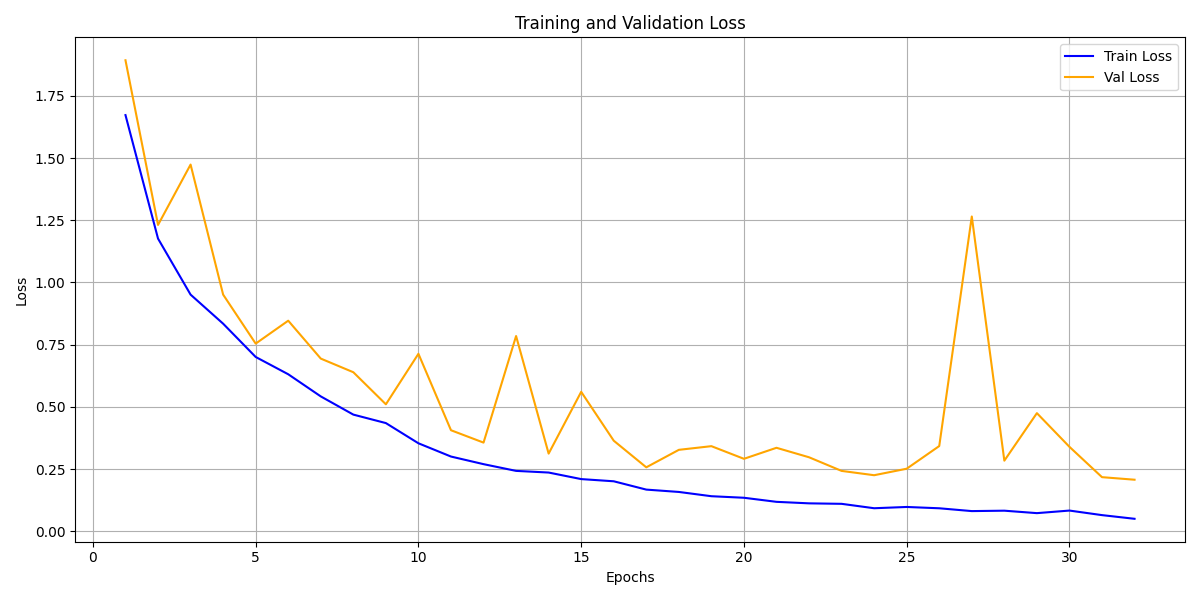 Training and Validation Loss
Train Loss
Val Loss
Loss
1.75
1.50
1.25
1.00
0.75
0.50
0.25
0.00
0 5 10 15 20 25 30
Epochs